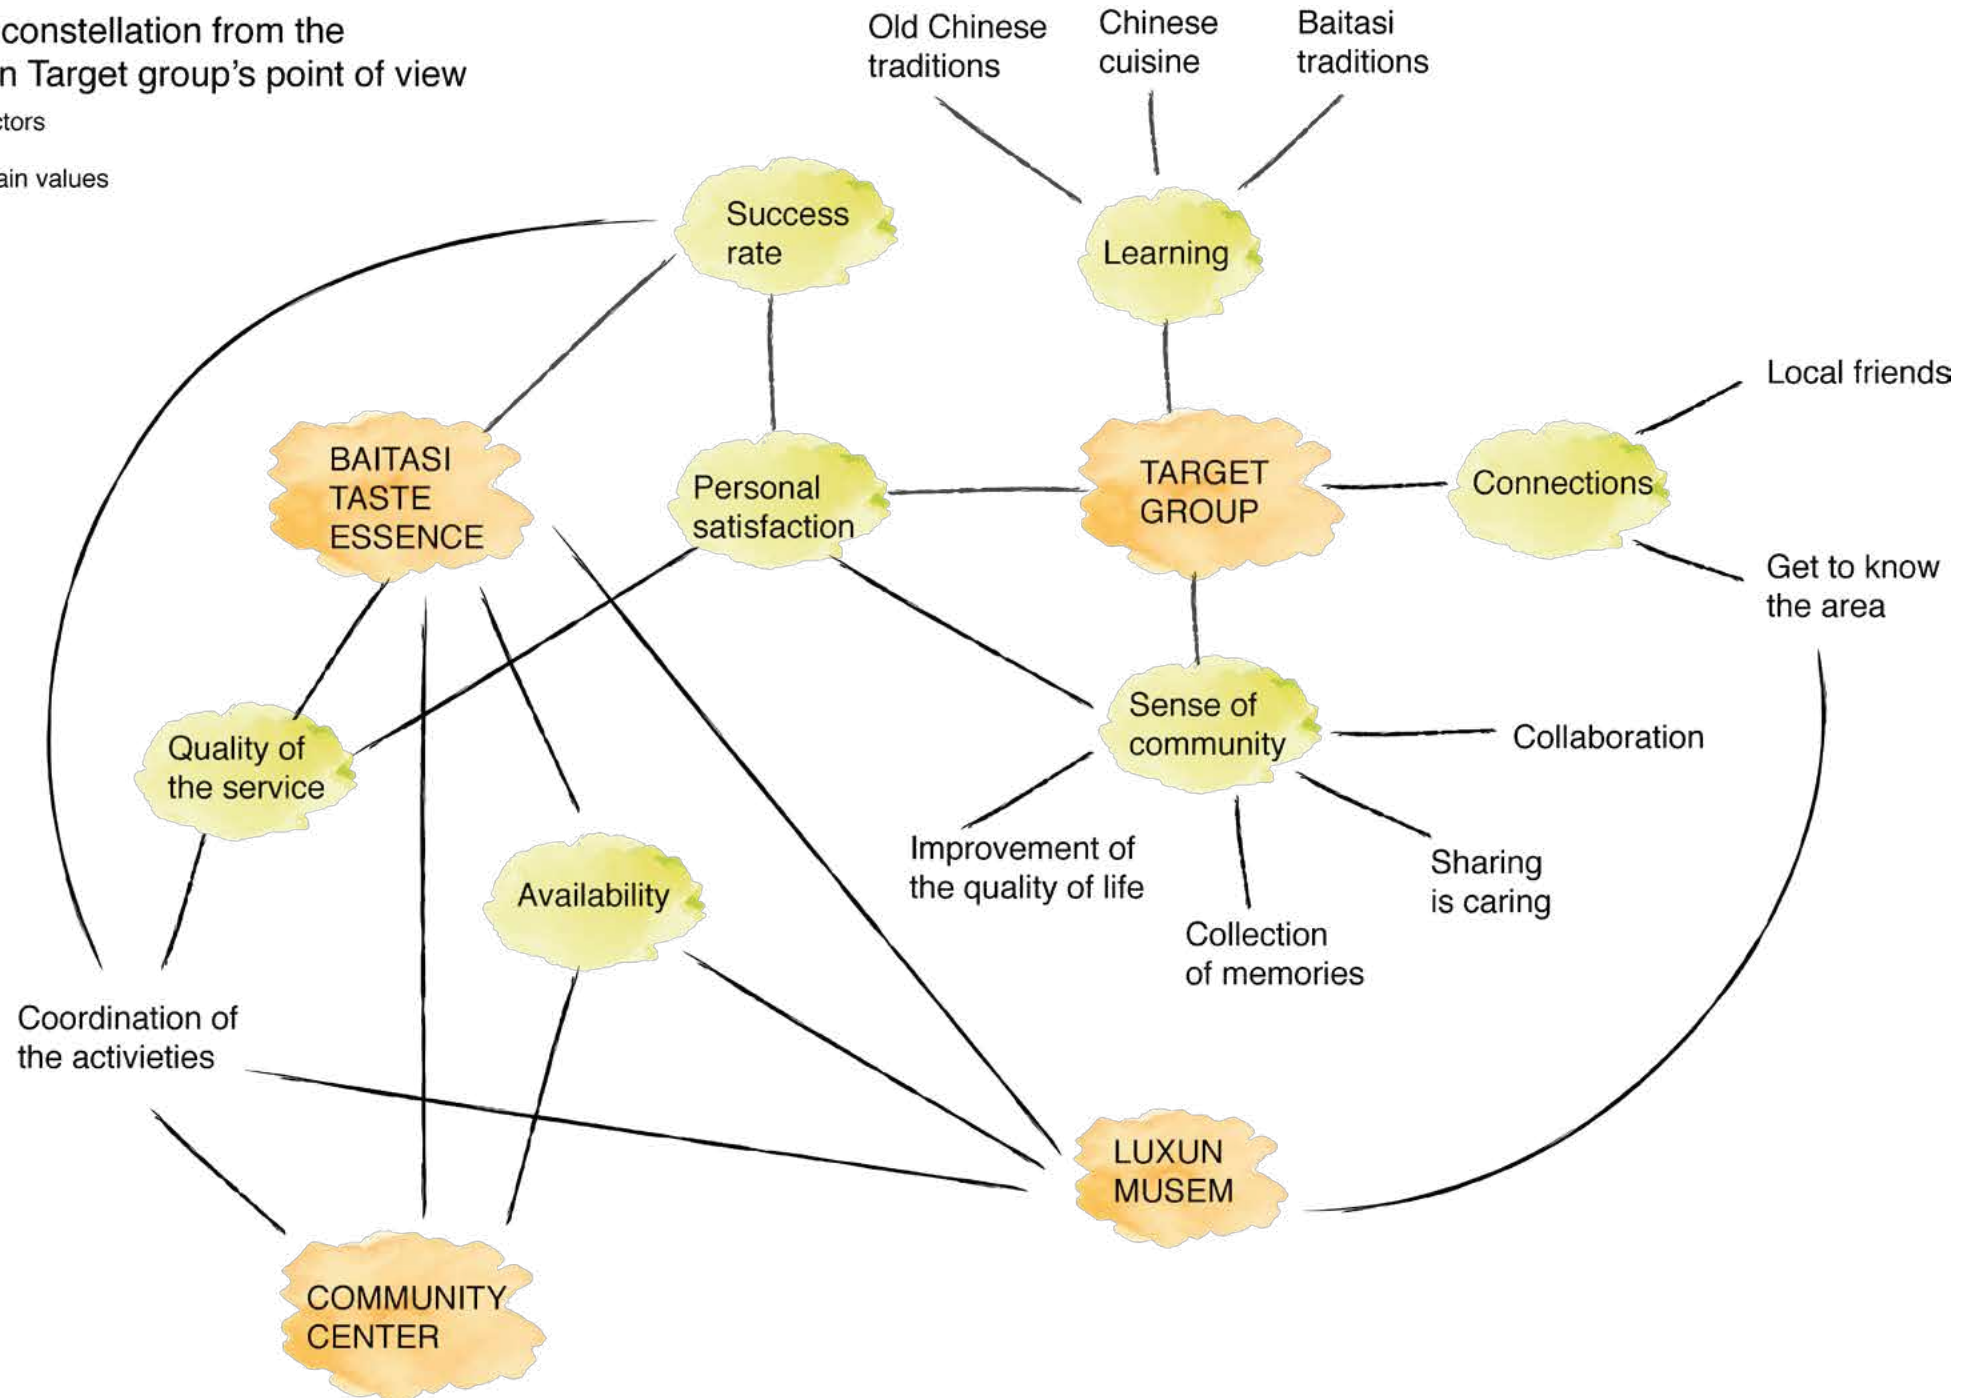 constellation from the
n Target group's point of view
ctors
ain values
Old Chinese
traditions
Chinese
cuisine
Baitasi
traditions
Success
rate
Learning
Local friends
BAITASI
TASTE
ESSENCE
Personal
satisfaction
TARGET
GROUP
Connections
Get to know
the area
Quality of
the service
Sense of
community
Collaboration
Availability
Improvement of
the quality of life
Sharing
is caring
Collection
of memories
Coordination of
the activieties
LUXUN
MUSEM
COMMUNITY
CENTER